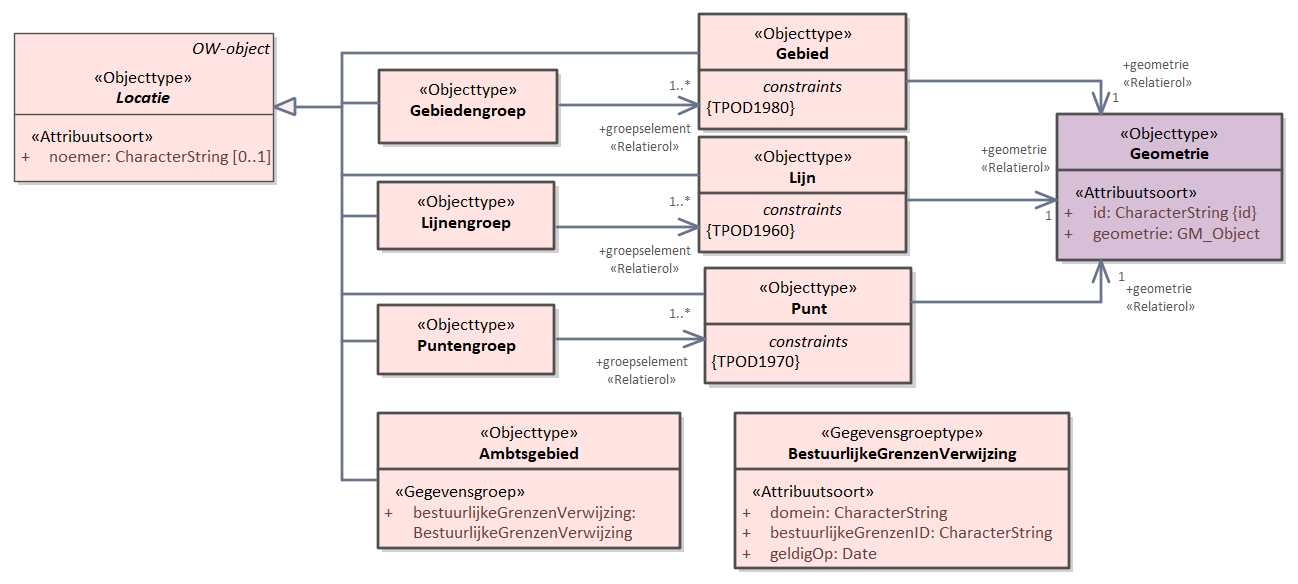 OW-object
«Objecttype»
Locatie
«Attribuutsoort»
+ noemer: CharacterString [0..1]
«Objecttype»
Gebiedengroep
1..*
+groepselement
«Relatierol»
«Objecttype»
Gebied
constraints
{TPOD1980}
+geometrie
«Relatierol»
1
«Objecttype»
Lijnengroep
1..*
+groepselement
«Relatierol»
«Objecttype»
Lijn
constraints
{TPOD1960}
+geometrie
«Relatierol»
1
«Objecttype»
Geometrie
«Attribuutsoort»
+ id: CharacterString {id}
+ geometrie: GM_Object
«Objecttype»
Puntengroep
1..*
+groepselement
«Relatierol»
«Objecttype»
Punt
constraints
{TPOD1970}
1
+geometrie
«Relatierol»
«Objecttype»
Ambtsgebied
«Gegevensgroep»
+ bestuurlijkeGrenzenVerwijzing:
BestuurlijkeGrenzenVerwijzing
«Gegevensgroeptype»
BestuurlijkeGrenzenVerwijzing
«Attribuutsoort»
+ domein: CharacterString
+ bestuurlijkeGrenzenID: CharacterString
+ geldigOp: Date